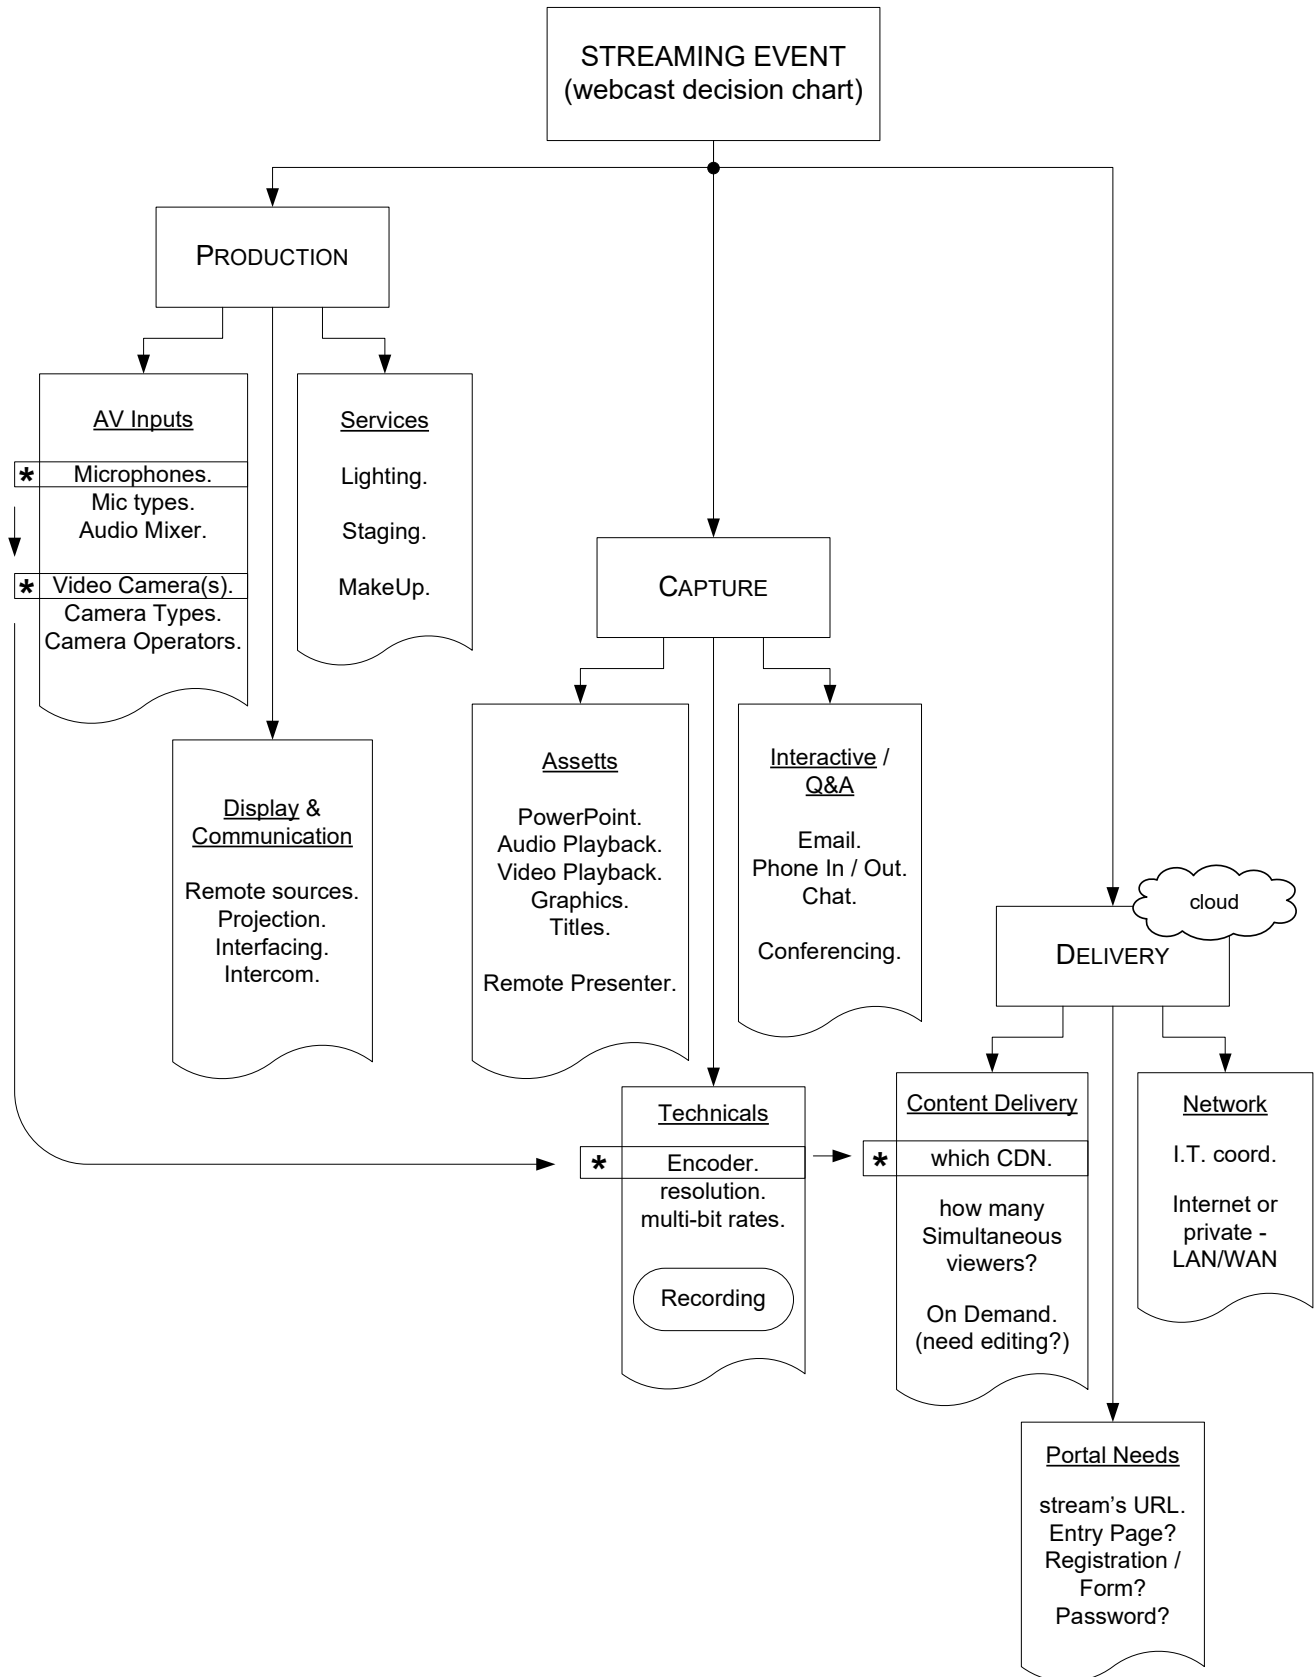 STREAMING EVENT
(webcast decision chart)
PRODUCTION
AV Inputs
* Microphones.
Mic types.
Audio Mixer.
* Video Camera(s).
Camera Types.
Camera Operators.
Services
Lighting.
Staging.
MakeUp.
Display &
Communication
Remote sources.
Projection.
Interfacing.
Intercom.
CAPTURE
Assetts
PowerPoint.
Audio Playback.
Video Playback.
Graphics.
Titles.
Remote Presenter.
Interactive /
Q&A
Email.
Phone In / Out.
Chat.
Conferencing.
Technicals
* Encoder.
resolution.
multi-bit rates.
Recording
cloud
DELIVERY
Content Delivery
* which CDN.
how many
Simultaneous
viewers?
On Demand.
(need editing?)
Network
I.T. coord.
Internet or
private -
LAN/WAN
Portal Needs
stream's URL.
Entry Page?
Registration /
Form?
Password?